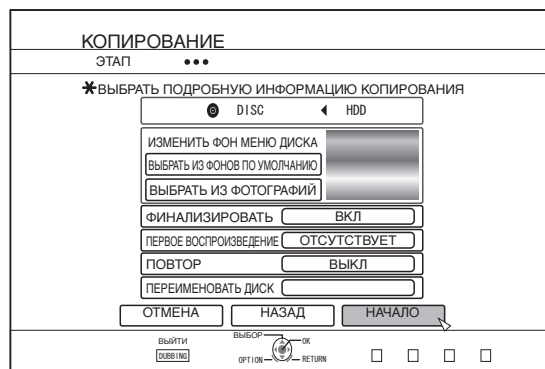 КОПИРОВАНИЕ
ЭТАП
✱ВЫБРАТЬ ПОДРОБНУЮ ИНФОРМАЦИЮ КОПИРОВАНИЯ
DISC ◀ HDD
ИЗМЕНИТЬ ФОН МЕНЮ ДИСКА
ВЫБРАТЬ ИЗ ФОНОВ ПО УМОЛЧАНИЮ
ВЫБРАТЬ ИЗ ФОТОГРАФИЙ
ФИНАЛИЗИРОВАТЬ ВКЛ
ПЕРВОЕ ВОСПРОИЗВЕДЕНИЕ ОТСУТСТВУЕТ
ПОВТОР ВЫКЛ
ПЕРЕИМЕНОВАТЬ ДИСК
ОТМЕНА НАЗАД НАЧАЛО
ВЫЙТИ ВЫБОР OK
DUBBING OPTION RETURN